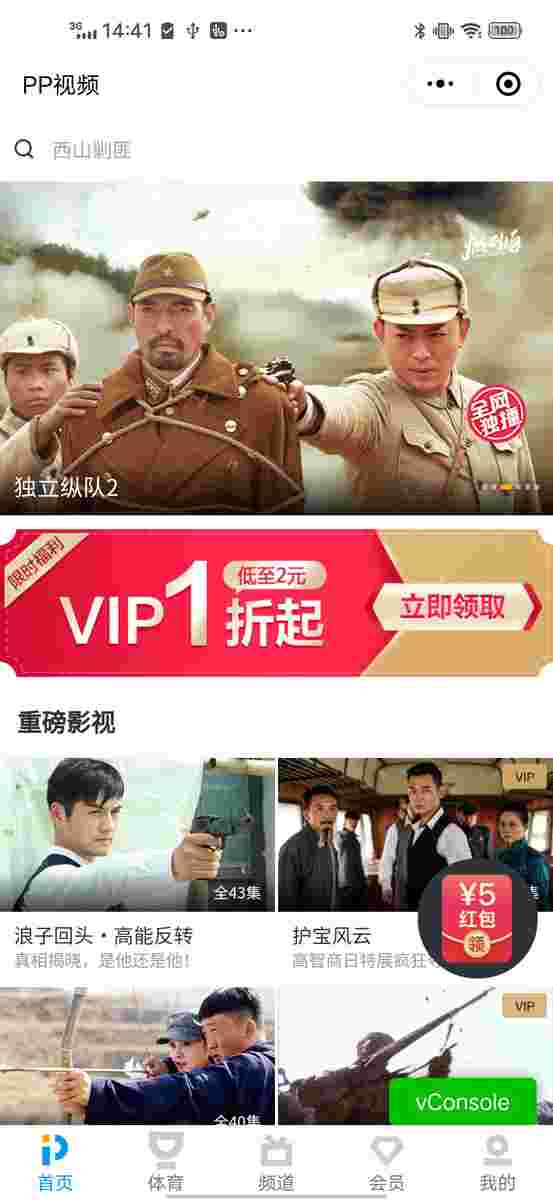 3G 14:41 100
PP视频
西山剿匪
全网
独播
独立纵队2
限时福利
VIP1折起
低至2元
立即领取
重磅影视
VIP
全43集
¥5
红包
领
集
浪子回头·高能反转
护宝风云
真相揭晓，是他还是他！
高智商日特展疯狂
VIP
全40集
vConsole
首页
体育
频道
会员
我的